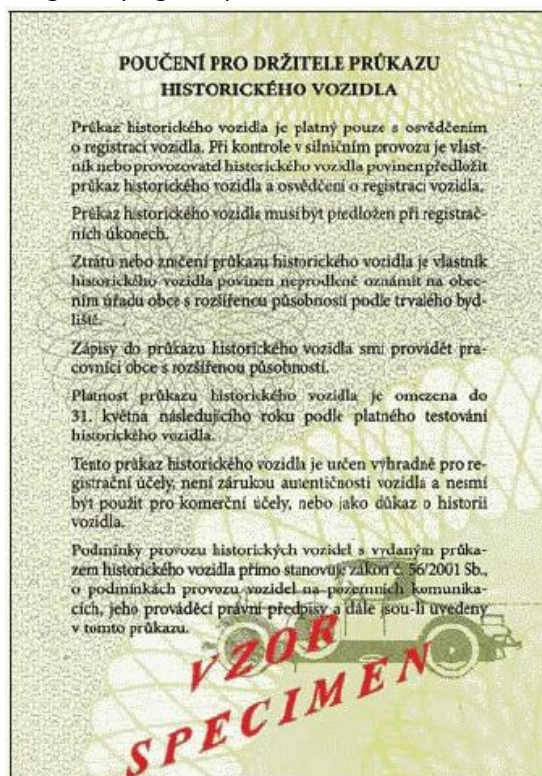 POUČENÍ PRO DRŽITELE PRŮKAZU
HISTORICKÉHO VOZIDLA
Průkaz historického vozidla je platný pouze s osvědčením
o registraci vozidla. Při kontrole v silničním provozu je vlast-
ník nebo provozovatel historického vozidla povinen předložit
průkaz historického vozidla a osvědčení o registraci vozidla.
Průkaz historického vozidla musí být předložen při registrač-
ních úkonech.
Ztrátu nebo zničení průkazu historického vozidla je vlastník
historického vozidla povinen neprodleně oznámit na obec-
ním úřadu obce s rozšířenou působností podle trvalého byd-
liště.
Zápisy do průkazu historického vozidla smí provádět pra-
covníci obce s rozšířenou působností.
Platnost průkazu historického vozidla je omezena do
31. května následujícího roku podle platného testování
historického vozidla.
Tento průkaz historického vozidla je určen výhradně pro re-
gistrační účely, není zárukou autentičnosti vozidla a nesmí
být použit pro komerční účely, nebo jako důkaz o historii
vozidla.
Podmínky provozu historických vozidel s vydaným průka-
zem historického vozidla přímo stanovuje zákon č. 56/2001 Sb.,
o podmínkách provozu vozidel na pozemních komunika-
cích, jeho prováděcí právní předpisy a dále jsou-li uvedeny
v tomto průkazu.
VZOR
SPECIMEN